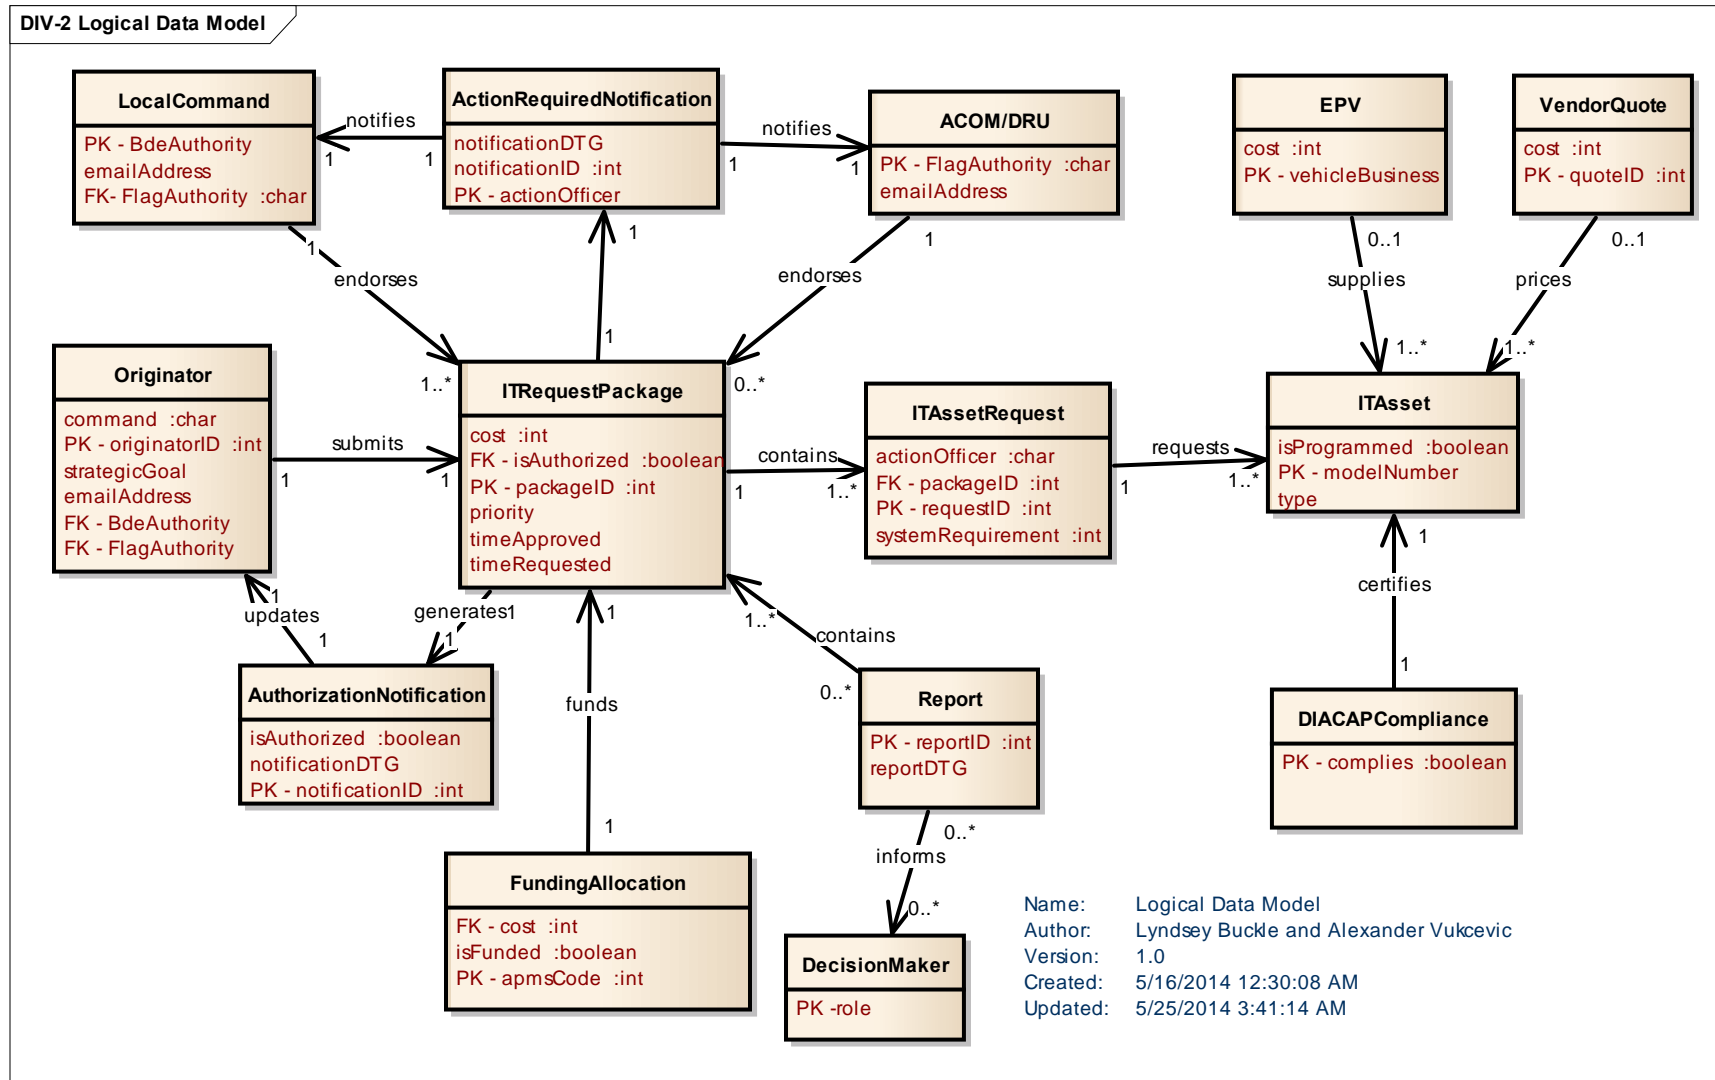 DIV-2 Logical Data Model
LocalCommand
PK - BdeAuthority
emailAddress
FK- FlagAuthority :char
notifies
1
1
ActionRequiredNotification
notificationDTG
notificationID :int
PK - actionOfficer
notifies
1
1
ACOM/DRU
PK - FlagAuthority :char
emailAddress
EPV
cost :int
PK - vehicleBusiness
VendorQuote
cost :int
PK - quoteID :int
1
endorses
1..*
1
1
1
endorses
0..*
0..1
supplies
1..*
0..1
prices
1..*
Originator
command :char
PK - originatorID :int
strategicGoal
emailAddress
FK - BdeAuthority
FK - FlagAuthority
submits
1
1
ITRequestPackage
cost :int
FK - isAuthorized :boolean
PK - packageID :int
priority
timeApproved
timeRequested
contains
1
1..*
ITAssetRequest
actionOfficer :char
FK - packageID :int
PK - requestID :int
systemRequirement :int
requests
1
1..*
ITAsset
isProgrammed :boolean
PK - modelNumber
type
1
updates
1
generates
1
1
1
funds
1
1..*
contains
0..*
1
certifies
1
AuthorizationNotification
isAuthorized :boolean
notificationDTG
PK - notificationID :int
Report
PK - reportID :int
reportDTG
DIACAPCompliance
PK - complies :boolean
0..*
informs
0..*
FundingAllocation
FK - cost :int
isFunded :boolean
PK - apmsCode :int
DecisionMaker
PK -role
Name: Logical Data Model
Author: Lyndsey Buckle and Alexander Vukcevic
Version: 1.0
Created: 5/16/2014 12:30:08 AM
Updated: 5/25/2014 3:41:14 AM